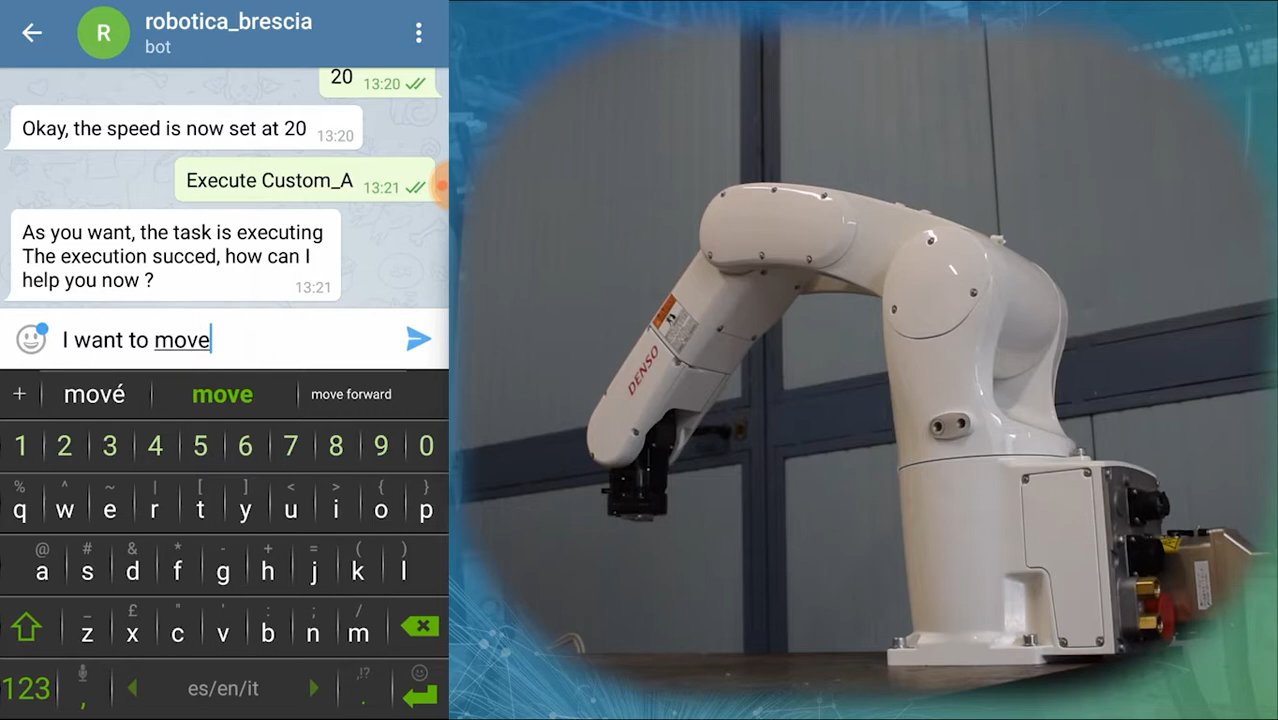 robotica_brescia
R
bot
20 13:20
Okay, the speed is now set at 20 13:20
Execute Custom_A 13:21
As you want, the task is executing
The execution succed, how can I
help you now ?
13:21
I want to move
+ mové move move forward
1 2 3 4 5 6 7 8 9 0
% ^ ~ | [ ] < > { }
q w e r t y u i o p
@ # & * - + = ( )
a s d f g h j k l
_ £ " ' : ; /
z x c v b n m
,!?
123 , es/en/it .
DENSO